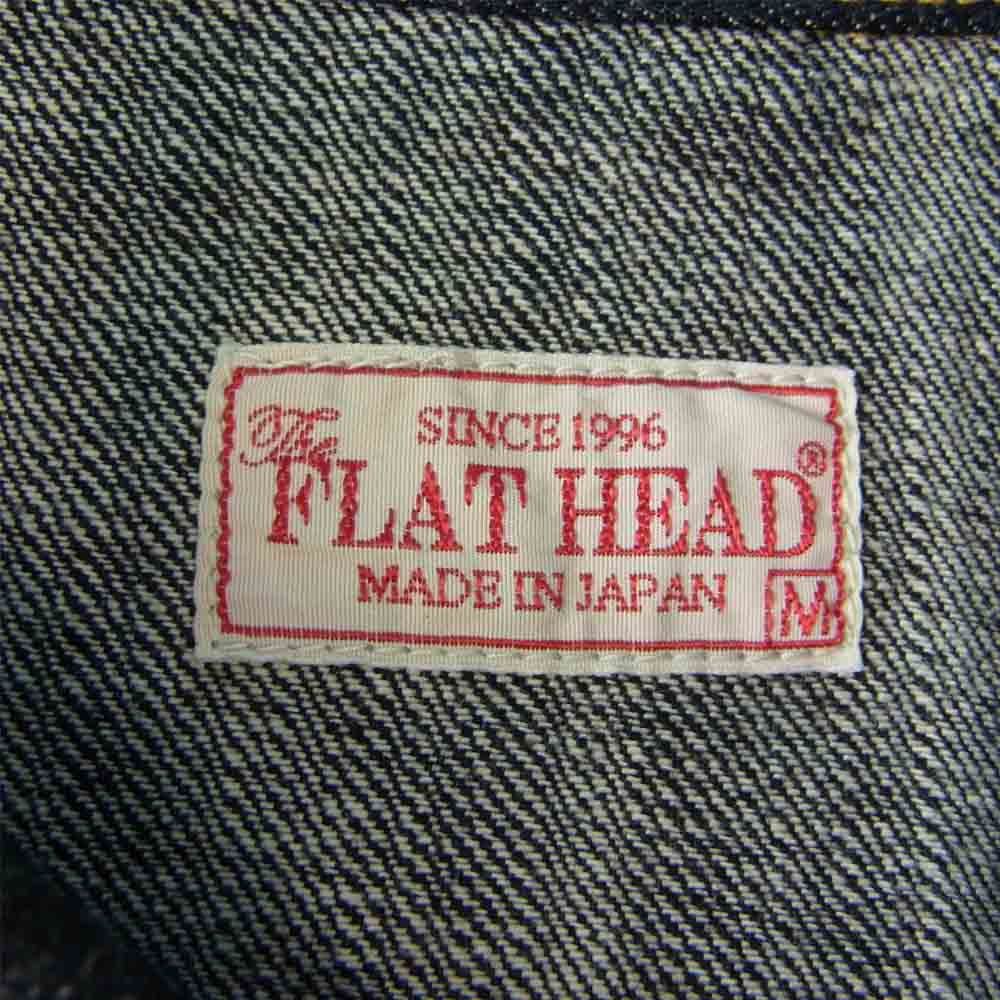 SINCE 1996
The
FLAT HEAD®
MADE IN JAPAN
M